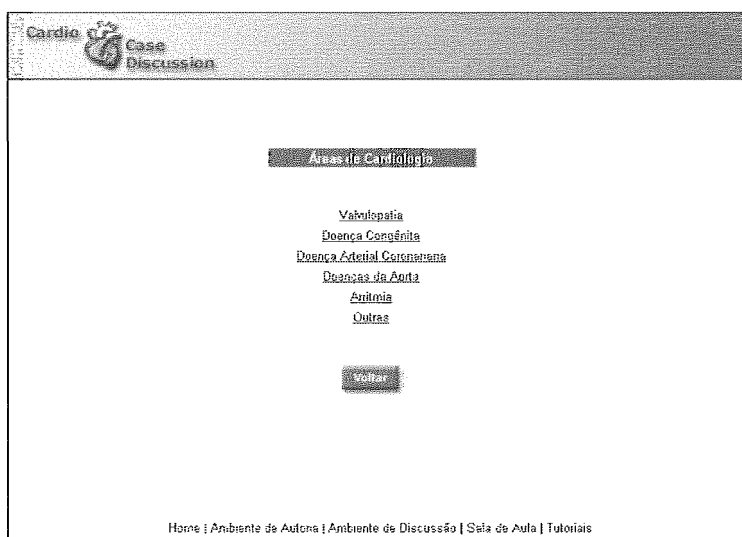 Cardio
Case
Discussion
Áreas de Cardiologia
Valvulopatia
Doença Congênita
Doença Arterial Coronariana
Doenças da Aorta
Arritmia
Outras
Voltar
Home | Ambiente de Autoria | Ambiente de Discussão | Sala de Aula | Tutoriais